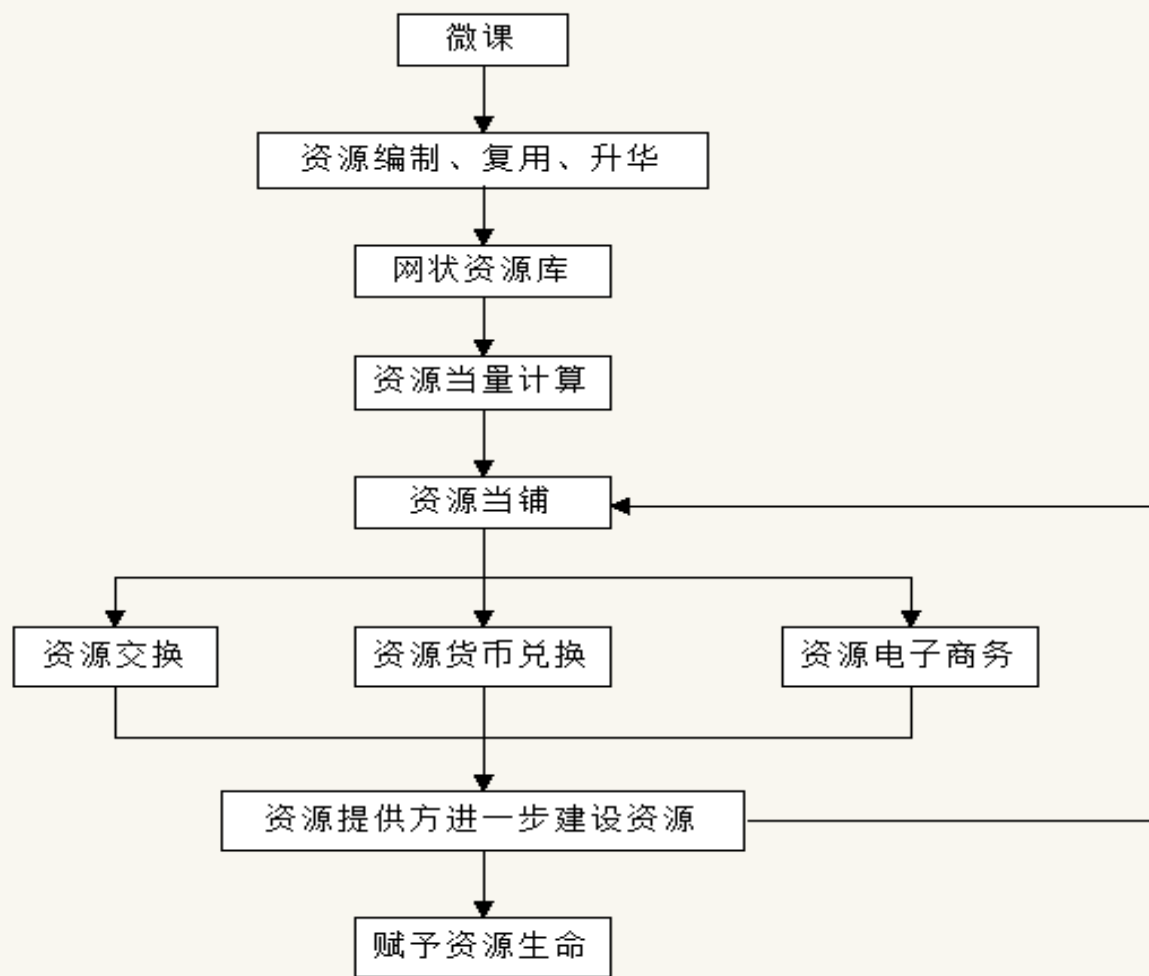 微课
资源编制、复用、升华
网状资源库
资源当量计算
资源当铺
资源交换
资源货币兑换
资源电子商务
资源提供方进一步建设资源
赋予资源生命